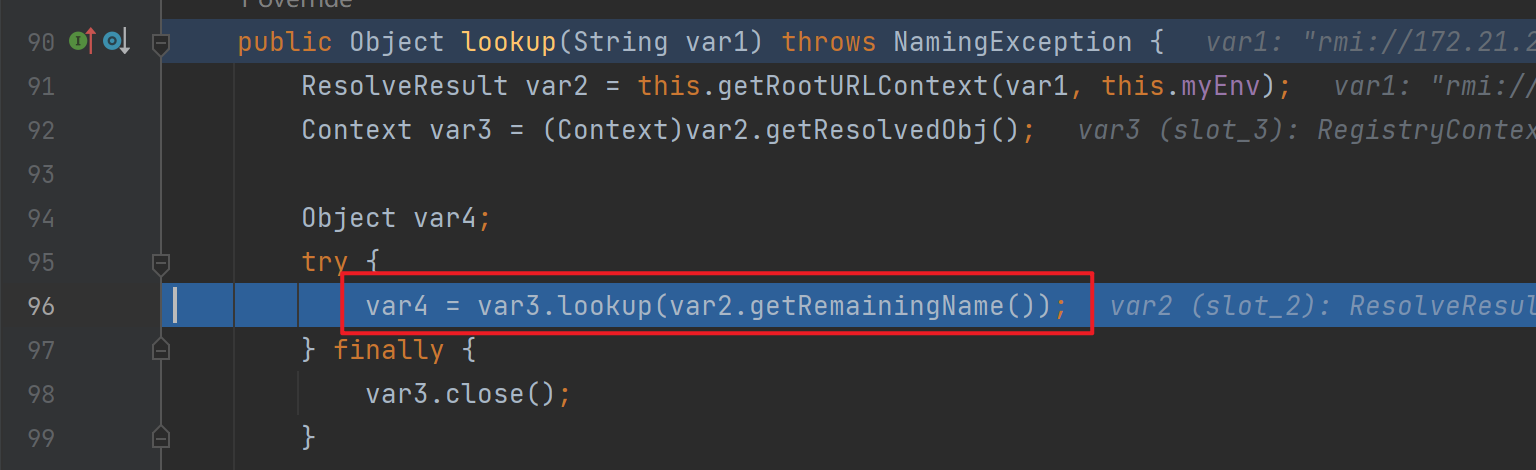 90 public Object lookup(String var1) throws NamingException { var1: "rmi://172.21.2
91 ResolveResult var2 = this.getRootURLContext(var1, this.myEnv); var1: "rmi://
92 Context var3 = (Context)var2.getResolvedObj(); var3 (slot_3): RegistryContex
93
94 Object var4;
95 try {
96 var4 = var3.lookup(var2.getRemainingName()); var2 (slot_2): ResolveResul
97 } finally {
98 var3.close();
99 }